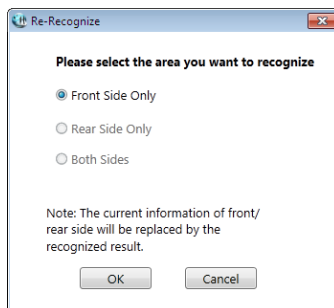 Re-Recognize
Please select the area you want to recognize
Front Side Only
Rear Side Only
Both Sides
Note: The current information of front/
rear side will be replaced by the
recognized result.
OK
Cancel